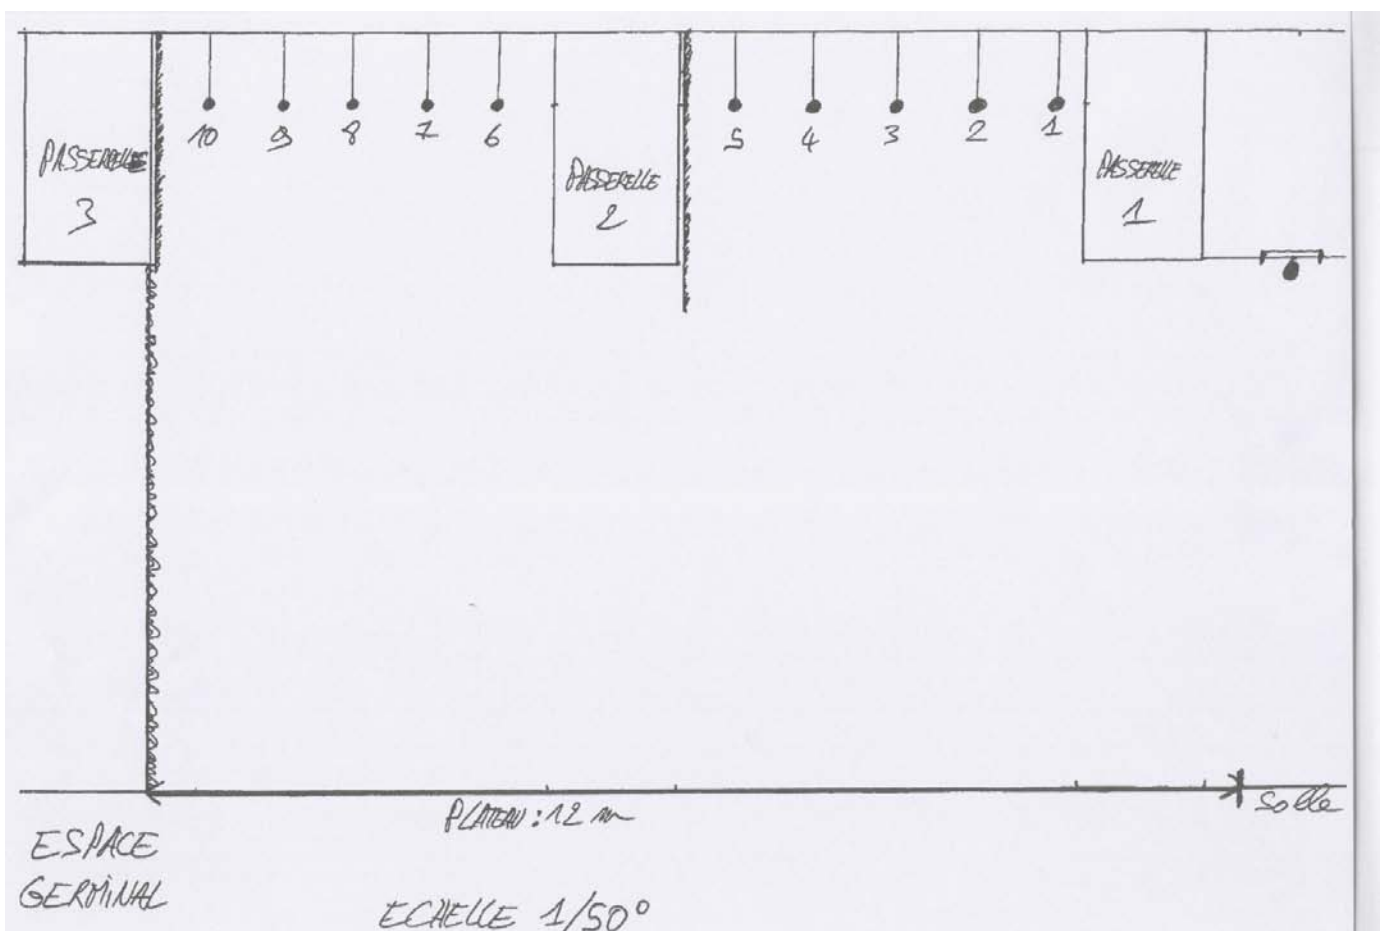 10 9 8 7 6 5 4 3 2 1
PASSERELLE
3
PASSERELLE
2
PASSERELLE
1
PLATEAU : 12 m
Salle
ESPACE
GERMINAL
ECHELLE 1/50°